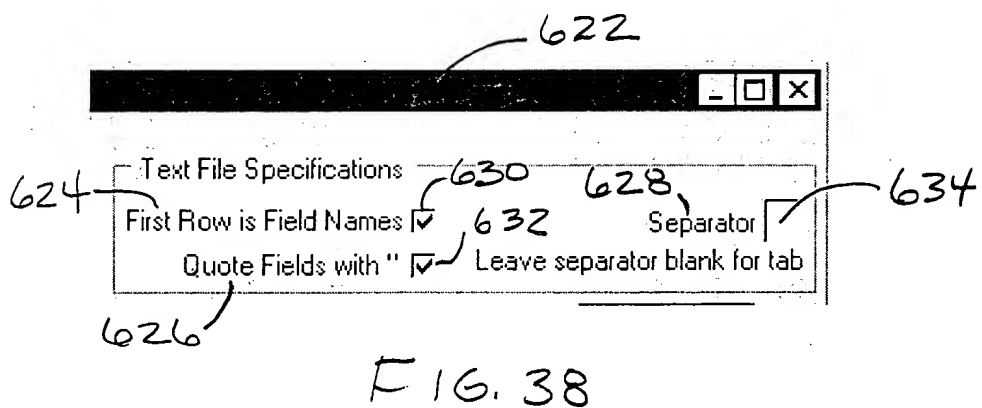 622
Text File Specifications
630
628
634
624
First Row is Field Names
632
Separator
Quote Fields with "
Leave separator blank for tab
626
FIG. 38